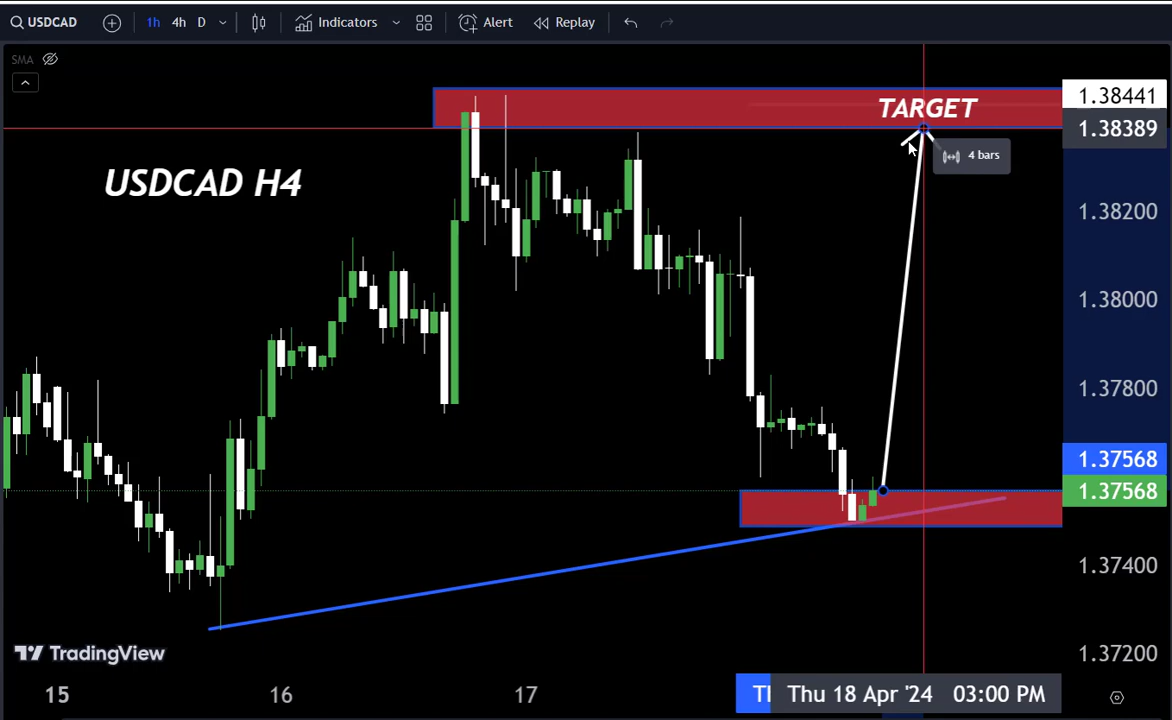 USDCAD 1h 4h D Indicators Alert Replay
SMA
1.38441
TARGET
1.38389
4 bars
USDCAD H4
1.38200
1.38000
1.37800
1.37568
1.37568
1.37400
TradingView
1.37200
15 16 17 Thu 18 Apr '24 03:00 PM